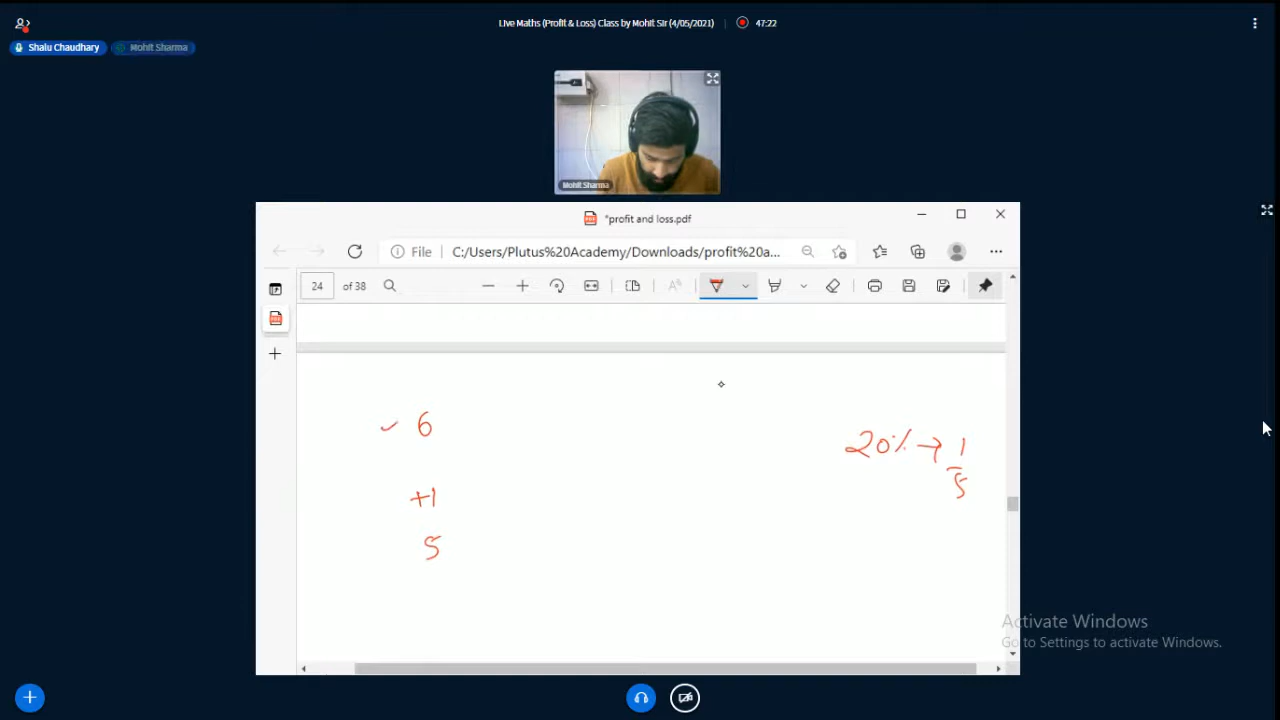 Live Maths (Profit & Loss) Class by Mohit Sir (4/05/2021) 47:22
Shalu Chaudhary Mohit Sharma
Mohit Sharma
*profit and loss.pdf
File C:/Users/Plutus%20Academy/Downloads/profit%20a...
24 of 38
6
20% → 1/5
+1
5
Activate Windows
Go to Settings to activate Windows.